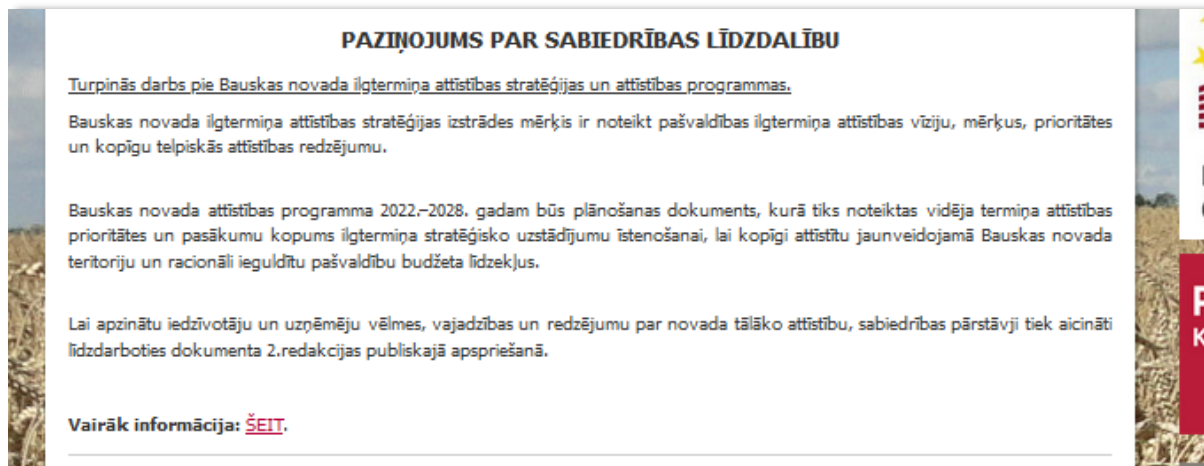 PAZIŅOJUMS PAR SABIEDRĪBAS LĪDZDALĪBU
Turpinās darbs pie Bauskas novada ilgtermiņa attīstības stratēģijas un attīstības programmas.
Bauskas novada ilgtermiņa attīstības stratēģijas izstrādes mērķis ir noteikt pašvaldības ilgtermiņa attīstības vīziju, mērķus, prioritātes
un kopīgu telpiskās attīstības redzējumu.
Bauskas novada attīstības programma 2022.–2028. gadam būs plānošanas dokuments, kurā tiks noteiktas vidēja termiņa attīstības
prioritātes un pasākumu kopums ilgtermiņa stratēģisko uzstādījumu īstenošanai, lai kopīgi attīstītu jaunveidojamā Bauskas novada
teritoriju un racionāli ieguldītu pašvaldību budžeta līdzekļus.
Lai apzinātu iedzīvotāju un uzņēmēju vēlmes, vajadzības un redzējumu par novada tālāko attīstību, sabiedrības pārstāvji tiek aicināti
līdzdarboties dokumenta 2.redakcijas publiskajā apspriešanā.
Vairāk informācija: ŠEIT.